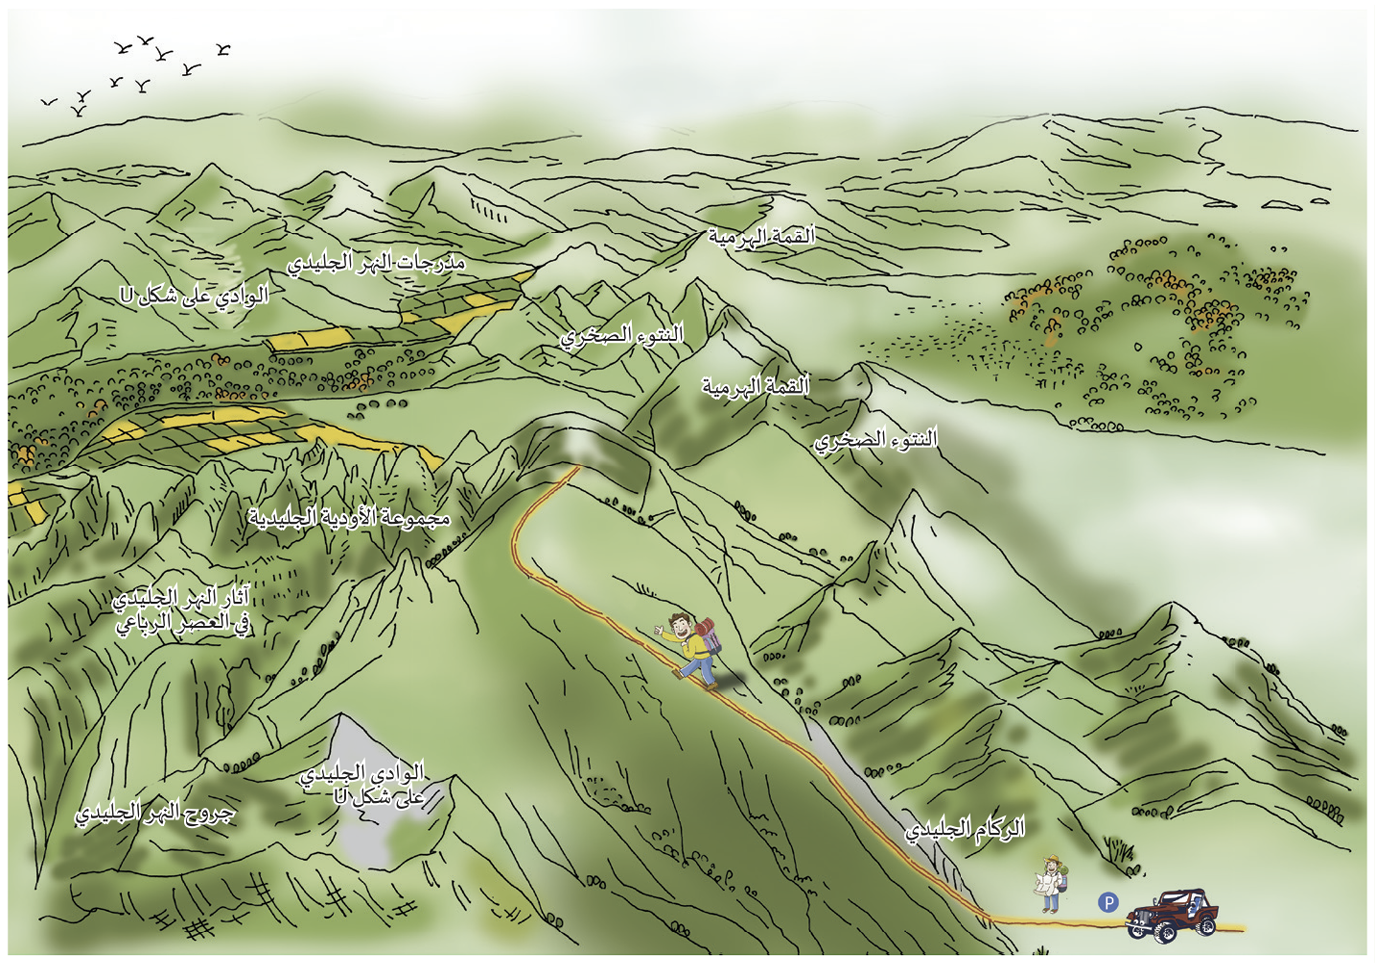 القمة الهرمية
مدرجات النهر الجليدي
الوادي على شكل U
النتوء الصخري
القمة الهرمية
النتوء الصخري
مجموعة الأودية الجليدية
آثار النهر الجليدي
في العصر الرباعي
الوادي الجليدي
على شكل U
جروح النهر الجليدي
الركام الجليدي
P